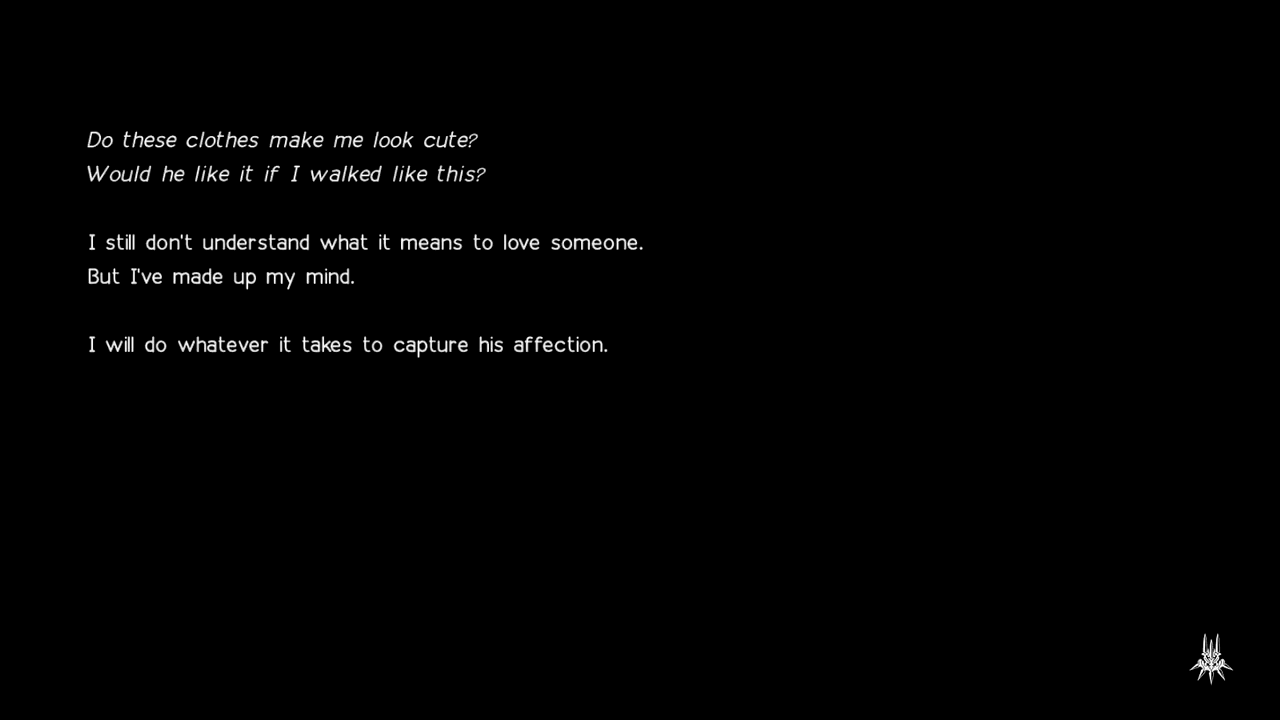 Do these clothes make me look cute?
Would he like it if I walked like this?
I still don't understand what it means to love someone.
But I've made up my mind.
I will do whatever it takes to capture his affection.